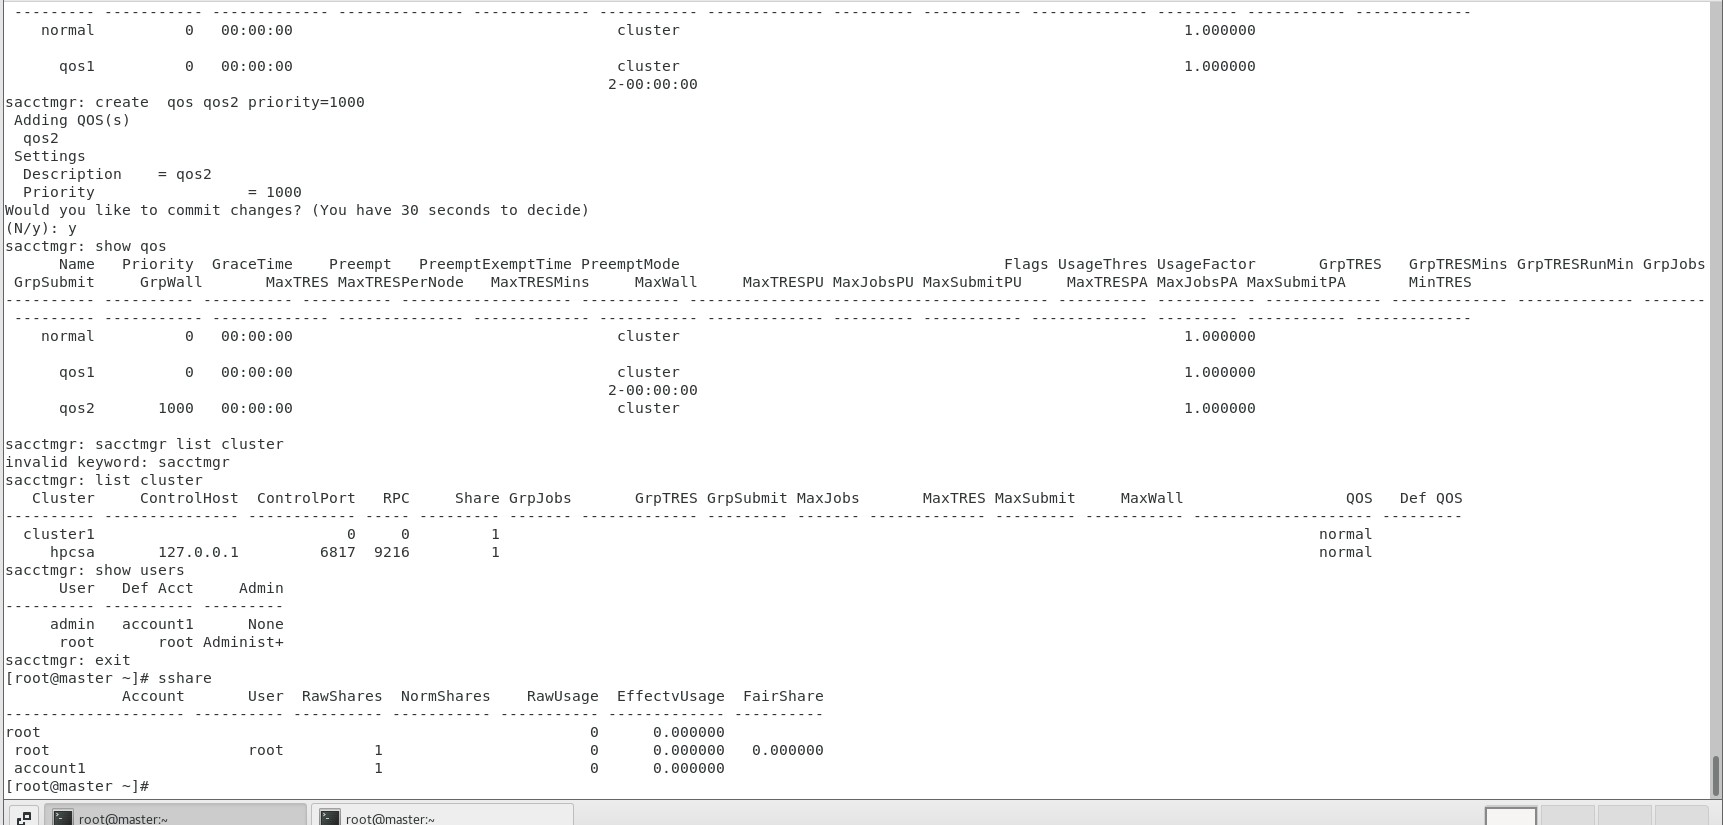 --------- ----------- ------------- -------------- ------------- ----------- ------------- --------- ----------- ------------- --------- ----------- -------------
normal 0 00:00:00 cluster 1.000000
qos1 0 00:00:00 cluster 1.000000
2-00:00:00
sacctmgr: create  qos qos2 priority=1000
Adding QOS(s)
qos2
Settings
Description    = qos2
Priority                 = 1000
Would you like to commit changes? (You have 30 seconds to decide)
(N/y): y
sacctmgr: show qos
Name   Priority  GraceTime    Preempt   PreemptExemptTime PreemptMode                                    Flags UsageThres UsageFactor       GrpTRES   GrpTRESMins GrpTRESRunMin GrpJobs
GrpSubmit     GrpWall       MaxTRES MaxTRESPerNode   MaxTRESMins     MaxWall     MaxTRESPU MaxJobsPU MaxSubmitPU     MaxTRESPA MaxJobsPA MaxSubmitPA       MinTRES
---------- ---------- ---------- ---------- ------------------- ----------- ---------------------------------------- ---------- ----------- ------------- ------------- ------------- -------
--------- ----------- ------------- -------------- ------------- ----------- ------------- --------- ----------- ------------- --------- ----------- -------------
normal 0 00:00:00 cluster 1.000000
qos1 0 00:00:00 cluster 1.000000
2-00:00:00
qos2 1000 00:00:00 cluster 1.000000
sacctmgr: sacctmgr list cluster
invalid keyword: sacctmgr
sacctmgr: list cluster
Cluster     ControlHost  ControlPort   RPC     Share GrpJobs       GrpTRES GrpSubmit MaxJobs       MaxTRES MaxSubmit     MaxWall                  QOS   Def QOS
---------- --------------- ------------ ----- --------- ------- ------------- --------- ------- ------------- --------- ----------- -------------------- ---------
cluster1 0 0 1 normal
hpcsa 127.0.0.1 6817 9216 1 normal
sacctmgr: show users
User   Def Acct     Admin
---------- ---------- ---------
admin   account1      None
root       root Administ+
sacctmgr: exit
[root@master ~]# sshare
Account       User  RawShares  NormShares    RawUsage  EffectvUsage  FairShare
-------------------- ---------- ---------- ----------- ----------- ------------- ----------
root 0 0.000000
root root 1 0 0.000000 0.000000
account1 1 0 0.000000
[root@master ~]#
root@master:~ root@master:~